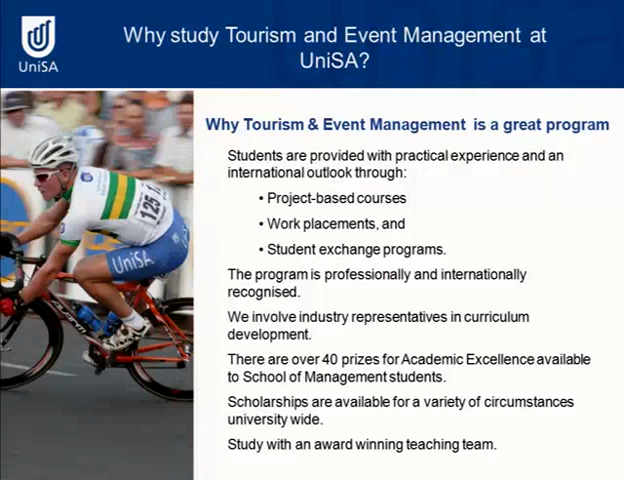 Why study Tourism and Event Management at
UniSA?
UniSA
Why Tourism & Event Management is a great program
Students are provided with practical experience and an
international outlook through:
• Project-based courses
• Work placements, and
• Student exchange programs.
The program is professionally and internationally
recognised.
We involve industry representatives in curriculum
development.
There are over 40 prizes for Academic Excellence available
to School of Management students.
Scholarships are available for a variety of circumstances
university wide.
Study with an award winning teaching team.
125
UniSA